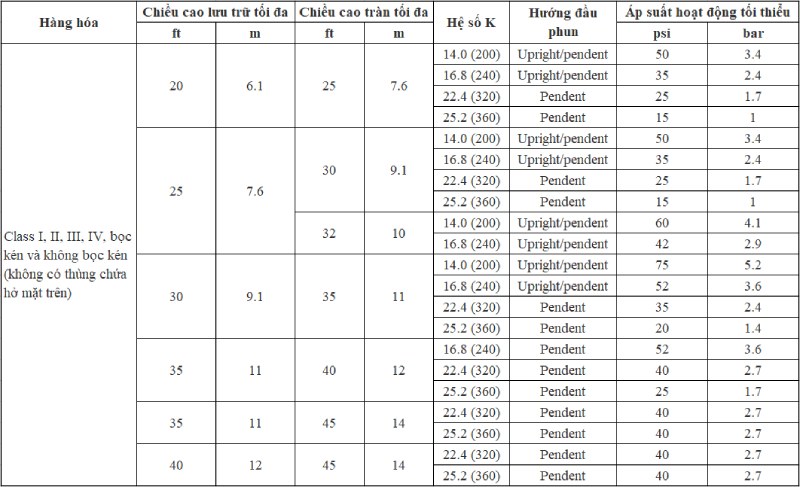 Hàng hóa Chiều cao lưu trữ tối đa Chiều cao tràn tối đa Hệ số K Hướng đầu phun Áp suất hoạt động tối thiểu
ft m ft m psi bar
Class I, II, III, IV, bọc
kén và không bọc kén
(không có thùng chứa
hở mặt trên)
20 6.1 25 7.6 14.0 (200) Upright/pendent 50 3.4
16.8 (240) Upright/pendent 35 2.4
22.4 (320) Pendent 25 1.7
25.2 (360) Pendent 15 1
25 7.6 30 9.1 14.0 (200) Upright/pendent 50 3.4
16.8 (240) Upright/pendent 35 2.4
22.4 (320) Pendent 25 1.7
25.2 (360) Pendent 15 1
32 10 14.0 (200) Upright/pendent 60 4.1
16.8 (240) Upright/pendent 42 2.9
30 9.1 35 11 14.0 (200) Upright/pendent 75 5.2
16.8 (240) Upright/pendent 52 3.6
22.4 (320) Pendent 35 2.4
25.2 (360) Pendent 20 1.4
35 11 40 12 16.8 (240) Pendent 52 3.6
22.4 (320) Pendent 40 2.7
25.2 (360) Pendent 25 1.7
35 11 45 14 22.4 (320) Pendent 40 2.7
25.2 (360) Pendent 40 2.7
40 12 45 14 22.4 (320) Pendent 40 2.7
25.2 (360) Pendent 40 2.7